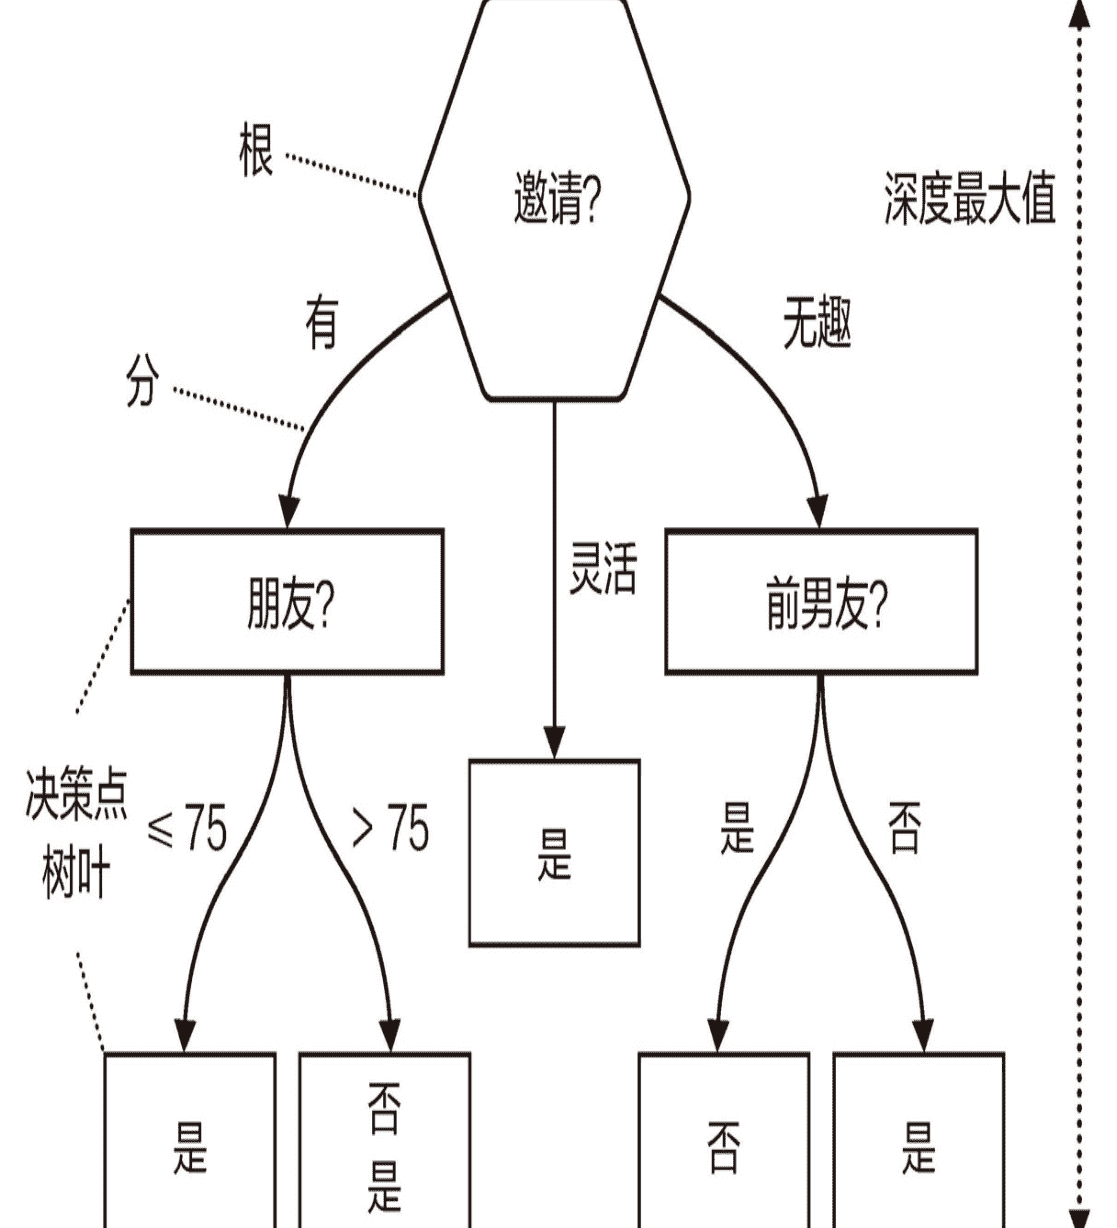 根
邀请?
深度最大值
有
无趣
分
灵活
朋友?
前男友?
决策点
树叶
≤ 75
> 75
是
是
否
是
否
是
否
是